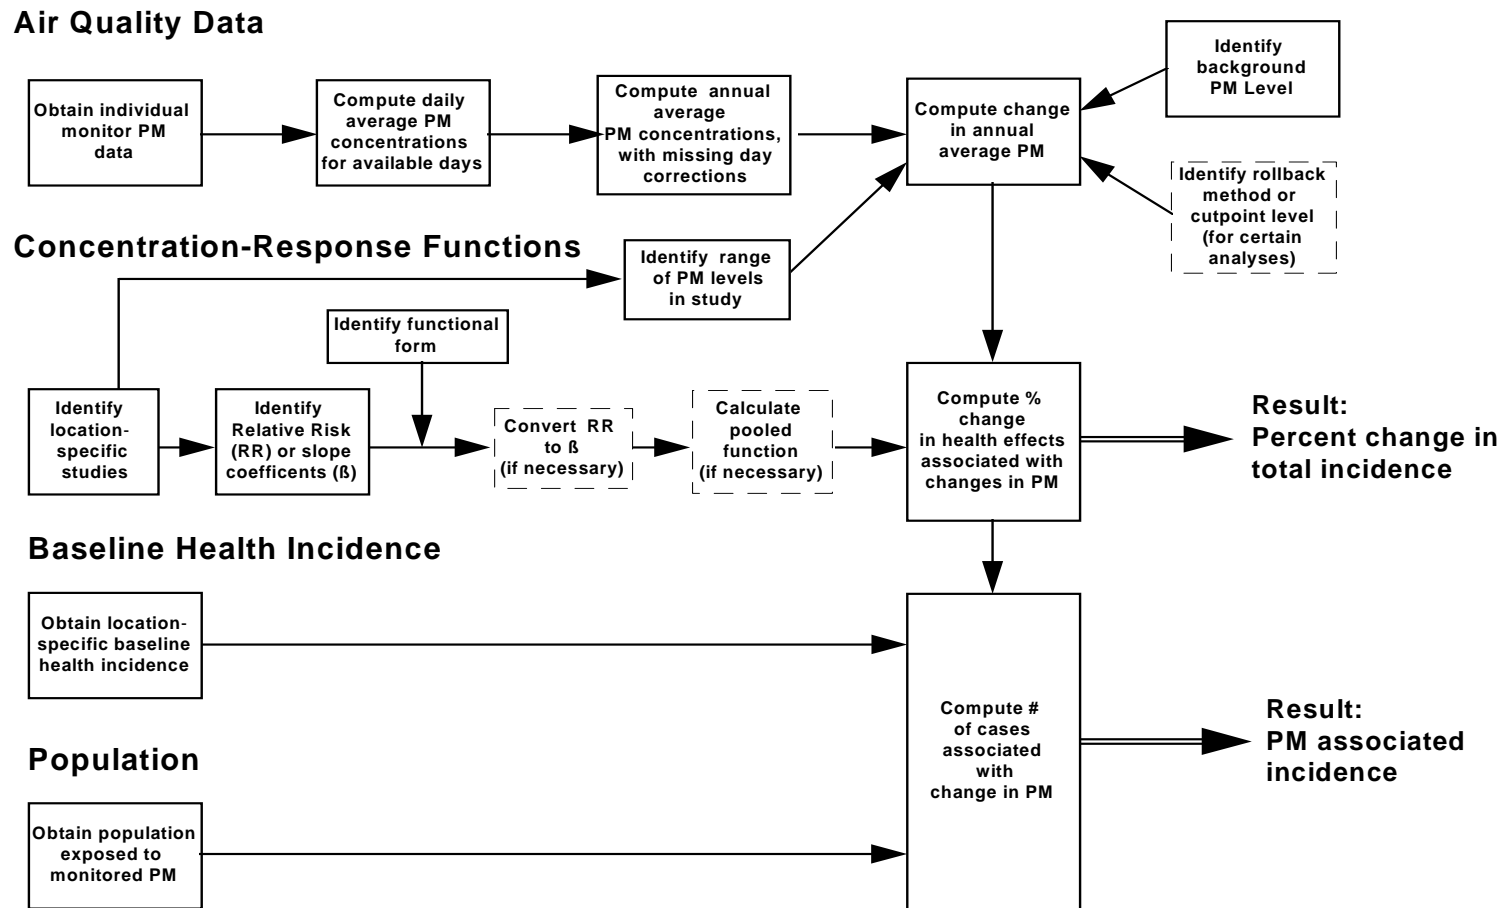 Air Quality Data
Obtain individual
monitor PM
data
Compute daily
average PM
concentrations
for available days
Compute annual
average
PM concentrations,
with missing day
corrections
Compute change
in annual
average PM
Identify
background
PM Level
Identify rollback
method or
cutpoint level
(for certain
analyses)
Concentration-Response Functions
Identify range
of PM levels
in study
Identify functional
form
Identify
location-
specific
studies
Identify
Relative Risk
(RR) or slope
coefficents (ß)
Convert RR
to ß
(if necessary)
Calculate
pooled
function
(if necessary)
Compute %
change
in health effects
associated with
changes in PM
Result:
Percent change in
total incidence
Baseline Health Incidence
Obtain location-
specific baseline
health incidence
Compute #
of cases
associated
with
change in PM
Result:
PM associated
incidence
Population
Obtain population
exposed to
monitored PM